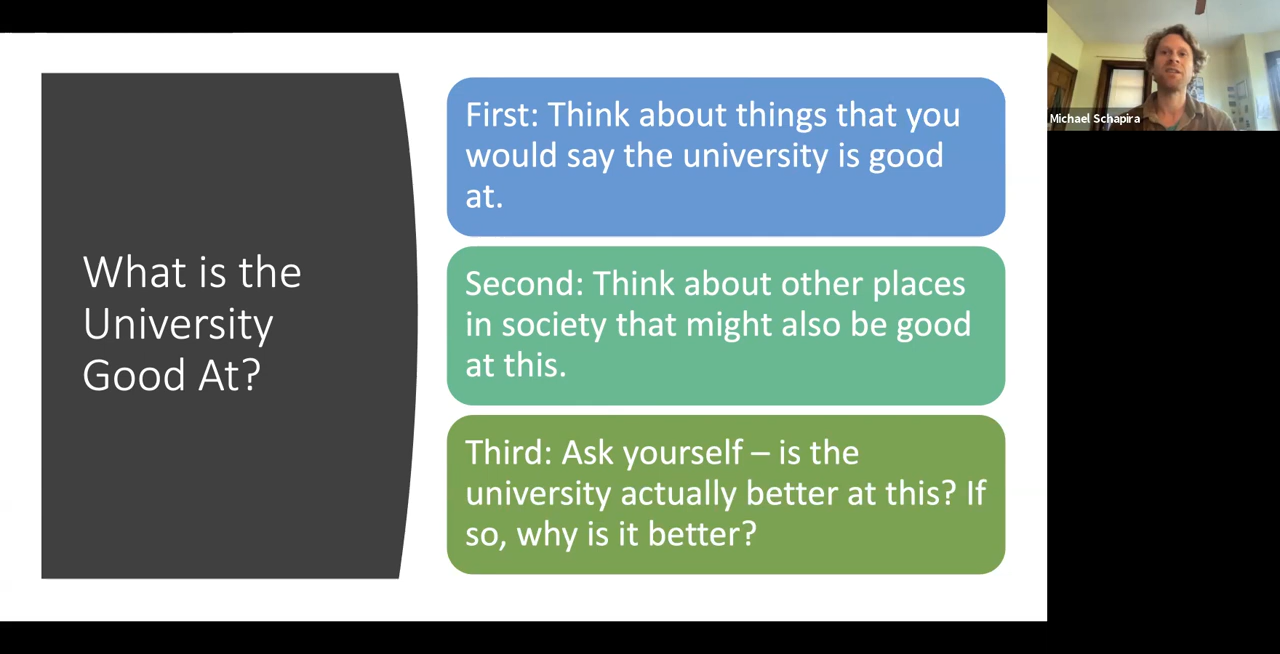 What is the
University
Good At?
First: Think about things that you
would say the university is good
at.
Second: Think about other places
in society that might also be good
at this.
Third: Ask yourself – is the
university actually better at this? If
so, why is it better?
Michael Schapira